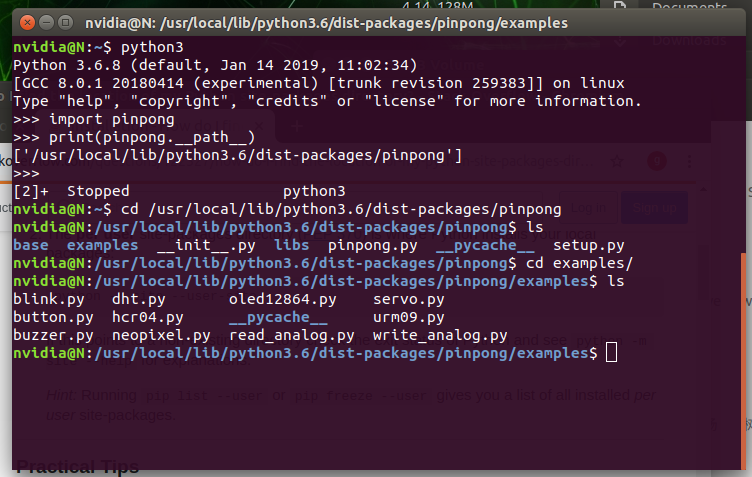 4.14 128M
Documents
nvidia@N: /usr/local/lib/python3.6/dist-packages/pinpong/examples
nvidia@N:~$ python3
Python 3.6.8 (default, Jan 14 2019, 11:02:34)
[GCC 8.0.1 20180414 (experimental) [trunk revision 259383]] on linux
Type "help", "copyright", "credits" or "license" for more information.
>>> import pinpong
>>> print(pinpong.__path__)
['/usr/local/lib/python3.6/dist-packages/pinpong']
>>>
[2]+  Stopped                 python3
nvidia@N:~$ cd /usr/local/lib/python3.6/dist-packages/pinpong
nvidia@N:/usr/local/lib/python3.6/dist-packages/pinpong$ ls
base  examples  __init__.py  libs  pinpong.py  __pycache__  setup.py
nvidia@N:/usr/local/lib/python3.6/dist-packages/pinpong$ cd examples/
nvidia@N:/usr/local/lib/python3.6/dist-packages/pinpong/examples$ ls
blink.py   dht.py       oled12864.py    servo.py
button.py  hcr04.py     __pycache__     urm09.py
buzzer.py  neopixel.py  read_analog.py  write_analog.py
nvidia@N:/usr/local/lib/python3.6/dist-packages/pinpong/examples$
Hint: Running pip list --user or pip freeze --user gives you a list of all installed per
user site-packages.
Practical Tips